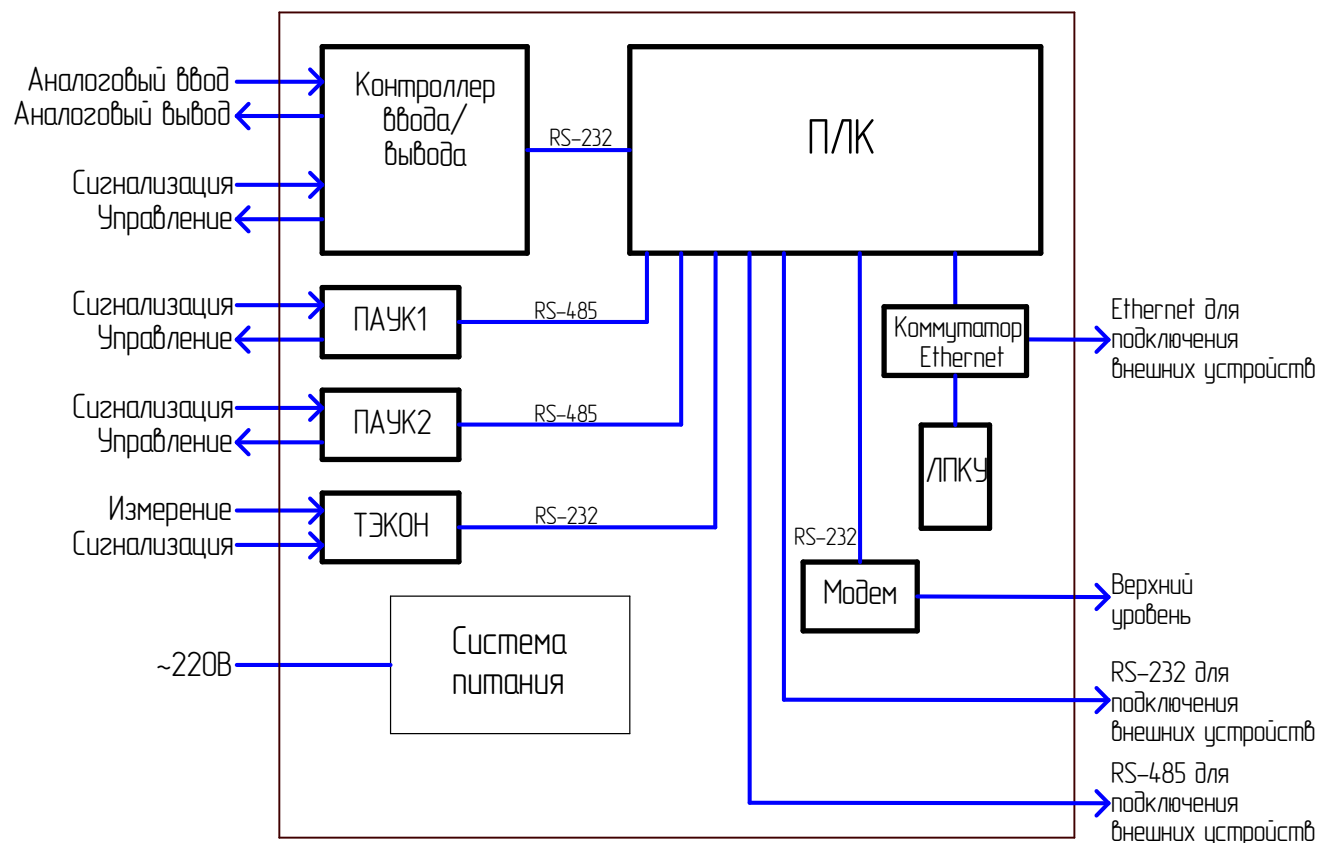 Аналоговый ввод
Аналоговый вывод
Сигнализация
Управление
Контроллер
ввода/
вывода
RS-232
ПЛК
Сигнализация
Управление
ПАУК1
RS-485
Сигнализация
Управление
ПАУК2
RS-485
Измерение
Сигнализация
ТЭКОН
RS-232
Коммутатор
Ethernet
Ethernet для
подключения
внешних устройств
ЛПКУ
RS-232
Модем
Верхний
уровень
~220В
Система
питания
RS-232 для
подключения
внешних устройств
RS-485 для
подключения
внешних устройств